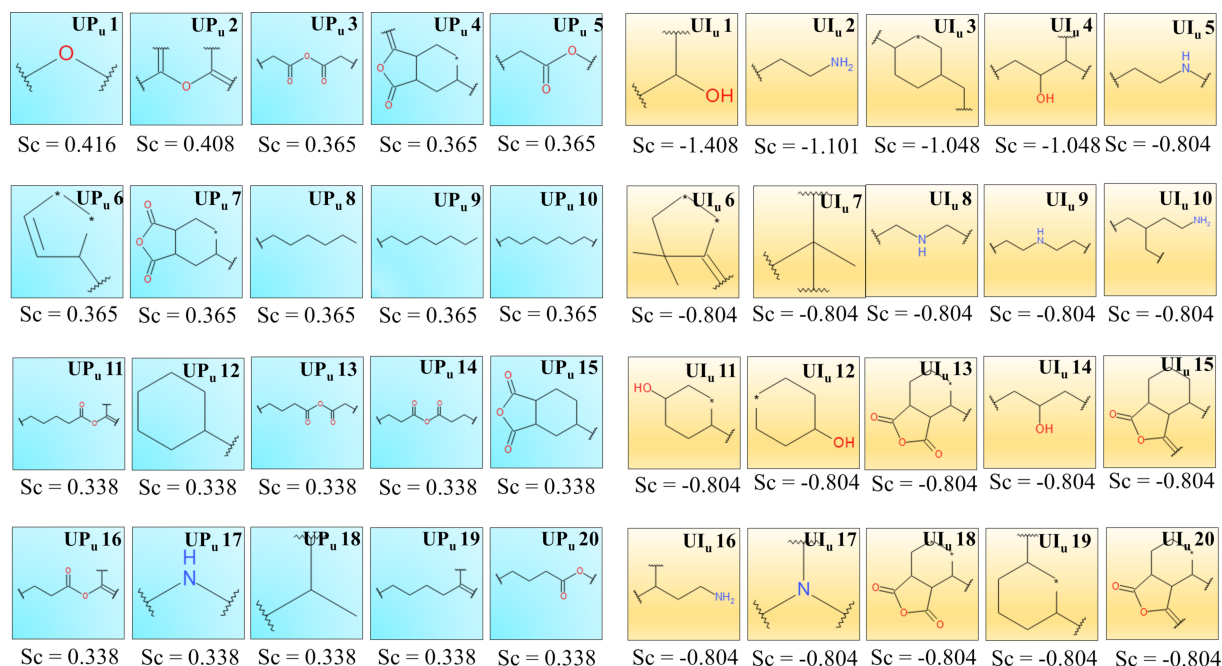 UPᵤ 1 UPᵤ 2 UPᵤ 3 UPᵤ 4 UPᵤ 5 UIᵤ 1 UIᵤ 2 UIᵤ 3 UIᵤ 4 UIᵤ 5
O O O O O O O O O O O OH NH₂ OH H N
Sc = 0.416 Sc = 0.408 Sc = 0.365 Sc = 0.365 Sc = 0.365 Sc = -1.408 Sc = -1.101 Sc = -1.048 Sc = -1.048 Sc = -0.804
UPᵤ 6 UPᵤ 7 UPᵤ 8 UPᵤ 9 UPᵤ 10 UIᵤ 6 UIᵤ 7 UIᵤ 8 UIᵤ 9 UIᵤ 10
* * O O O * * * N H H N NH₂
Sc = 0.365 Sc = 0.365 Sc = 0.365 Sc = 0.365 Sc = 0.365 Sc = -0.804 Sc = -0.804 Sc = -0.804 Sc = -0.804 Sc = -0.804
UPᵤ 11 UPᵤ 12 UPᵤ 13 UPᵤ 14 UPᵤ 15 UIᵤ 11 UIᵤ 12 UIᵤ 13 UIᵤ 14 UIᵤ 15
O O O O O O O O O O O HO * * OH * O O O OH O O
Sc = 0.338 Sc = 0.338 Sc = 0.338 Sc = 0.338 Sc = 0.338 Sc = -0.804 Sc = -0.804 Sc = -0.804 Sc = -0.804 Sc = -0.804
UPᵤ 16 UPᵤ 17 UPᵤ 18 UPᵤ 19 UPᵤ 20 UIᵤ 16 UIᵤ 17 UIᵤ 18 UIᵤ 19 UIᵤ 20
O O H N O O NH₂ N * O O O * * O O
Sc = 0.338 Sc = 0.338 Sc = 0.338 Sc = 0.338 Sc = 0.338 Sc = -0.804 Sc = -0.804 Sc = -0.804 Sc = -0.804 Sc = -0.804